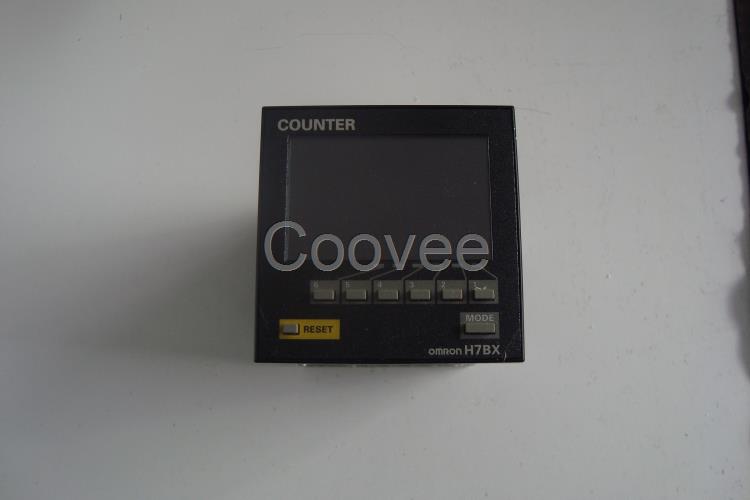 COUNTER
Coovee
6 5 4 3 2 1
RESET
MODE
omron H7BX